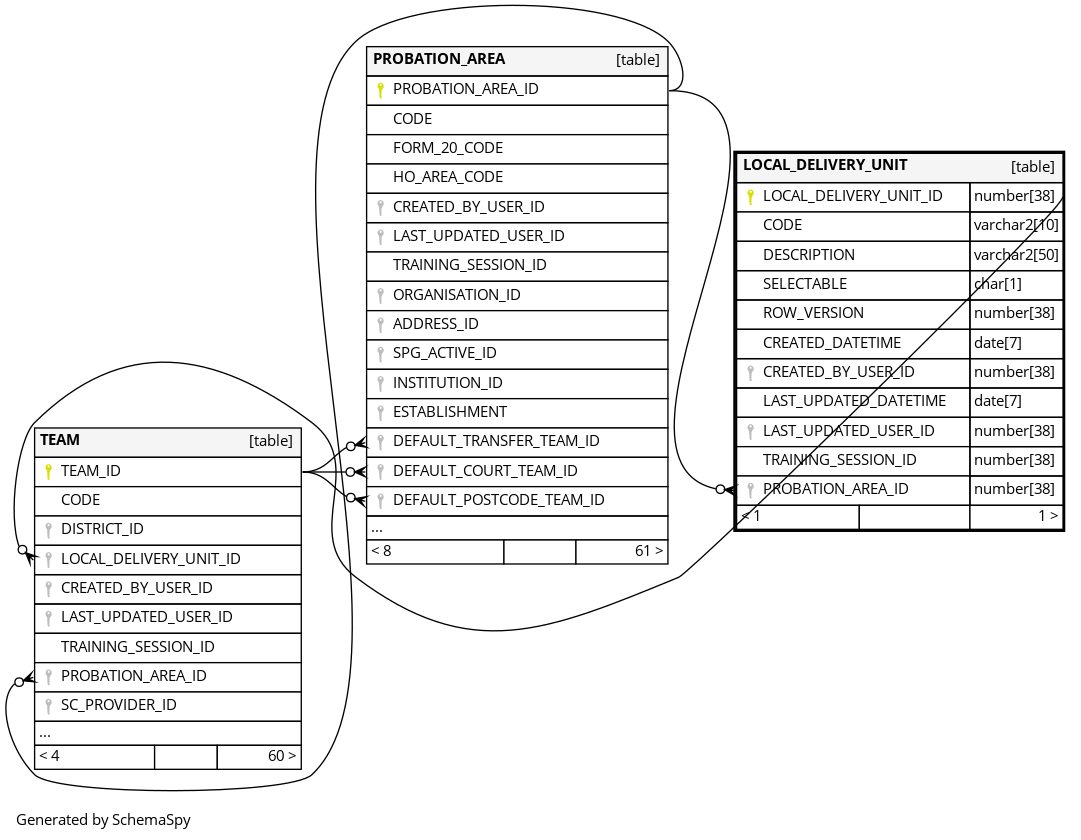 PROBATION_AREA [table]
PROBATION_AREA_ID
CODE
FORM_20_CODE
HO_AREA_CODE
CREATED_BY_USER_ID
LAST_UPDATED_USER_ID
TRAINING_SESSION_ID
ORGANISATION_ID
ADDRESS_ID
SPG_ACTIVE_ID
INSTITUTION_ID
ESTABLISHMENT
DEFAULT_TRANSFER_TEAM_ID
DEFAULT_COURT_TEAM_ID
DEFAULT_POSTCODE_TEAM_ID
...
< 8 61 >
LOCAL_DELIVERY_UNIT [table]
LOCAL_DELIVERY_UNIT_ID number[38]
CODE varchar2[10]
DESCRIPTION varchar2[50]
SELECTABLE char[1]
ROW_VERSION number[38]
CREATED_DATETIME date[7]
CREATED_BY_USER_ID number[38]
LAST_UPDATED_DATETIME date[7]
LAST_UPDATED_USER_ID number[38]
TRAINING_SESSION_ID number[38]
PROBATION_AREA_ID number[38]
< 1 1 >
TEAM [table]
TEAM_ID
CODE
DISTRICT_ID
LOCAL_DELIVERY_UNIT_ID
CREATED_BY_USER_ID
LAST_UPDATED_USER_ID
TRAINING_SESSION_ID
PROBATION_AREA_ID
SC_PROVIDER_ID
...
< 4 60 >
Generated by SchemaSpy